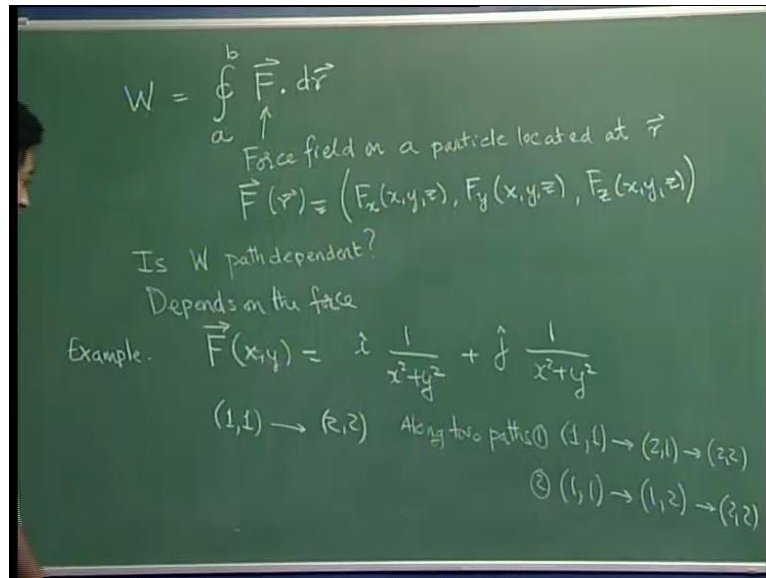 b
W = ∮ F⃗ . dr⃗
a ↑
Force field on a particle located at r⃗
F⃗ (r⃗) = (Fx(x,y,z), Fy(x,y,z), Fz(x,y,z))
Is W path dependent?
Depends on the force
Example. F⃗(x,y) = î 1/(x²+y²) + ĵ 1/(x²+y²)
(1,1) → (2,2) Along two paths ① (1,1) → (2,1) → (2,2)
② (1,1) → (1,2) → (2,2)